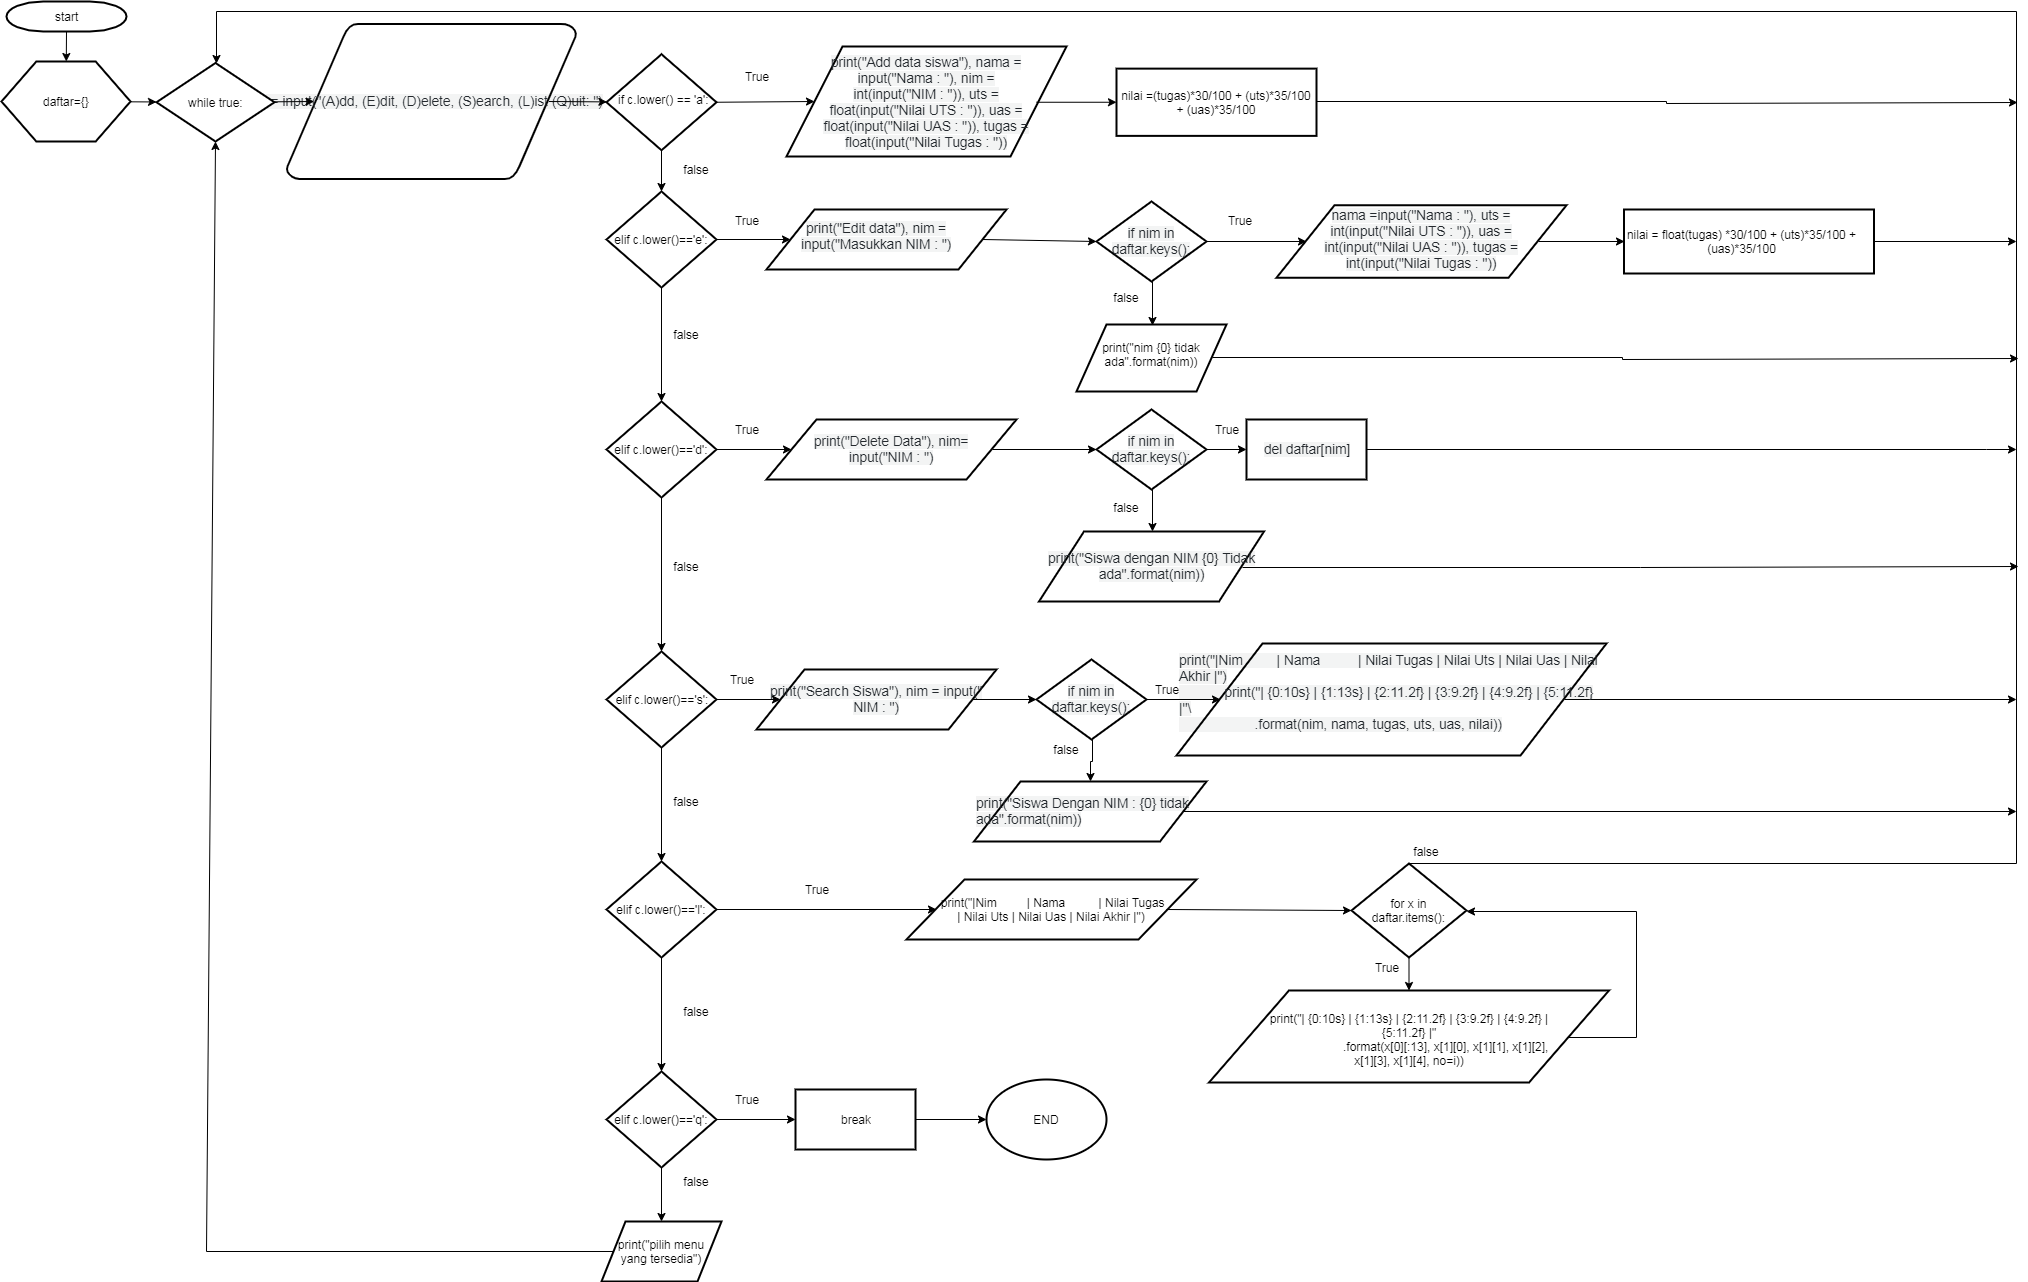 start
daftar={}
while true:
= input("(A)dd, (E)dit, (D)elete, (S)earch, (L)ist (Q)uit: ")
if c.lower() == 'a':
True
print("Add data siswa"), nama =
input("Nama : "), nim =
int(input("NIM : ")), uts =
float(input("Nilai UTS : ")), uas =
float(input("Nilai UAS : ")), tugas =
float(input("Nilai Tugas : "))
nilai =(tugas)*30/100 + (uts)*35/100
+ (uas)*35/100
false
elif c.lower()=='e':
True
print("Edit data"), nim =
input("Masukkan NIM : ")
if nim in
daftar.keys():
True
nama =input("Nama : "), uts =
int(input("Nilai UTS : ")), uas =
int(input("Nilai UAS : ")), tugas =
int(input("Nilai Tugas : "))
nilai = float(tugas) *30/100 + (uts)*35/100 +
(uas)*35/100
false
print("nim {0} tidak
ada".format(nim))
false
elif c.lower()=='d':
True
print("Delete Data"), nim=
input("NIM : ")
if nim in
daftar.keys():
True
del daftar[nim]
false
print("Siswa dengan NIM {0} Tidak
ada".format(nim))
false
elif c.lower()=='s':
True
print("Search Siswa"), nim = input("
NIM : ")
if nim in
daftar.keys():
True
print("|Nim | Nama | Nilai Tugas | Nilai Uts | Nilai Uas | Nilai
Akhir |")
print("| {0:10s} | {1:13s} | {2:11.2f} | {3:9.2f} | {4:9.2f} | {5:11.2f}
|"\
.format(nim, nama, tugas, uts, uas, nilai))
false
print("Siswa Dengan NIM : {0} tidak
ada".format(nim))
false
elif c.lower()=='l':
True
print("|Nim | Nama | Nilai Tugas
| Nilai Uts | Nilai Uas | Nilai Akhir |")
false
for x in
daftar.items():
True
print("| {0:10s} | {1:13s} | {2:11.2f} | {3:9.2f} | {4:9.2f} |
{5:11.2f} |"
.format(x[0][:13], x[1][0], x[1][1], x[1][2],
x[1][3], x[1][4], no=i))
false
elif c.lower()=='q':
True
break
END
false
print("pilih menu
yang tersedia")